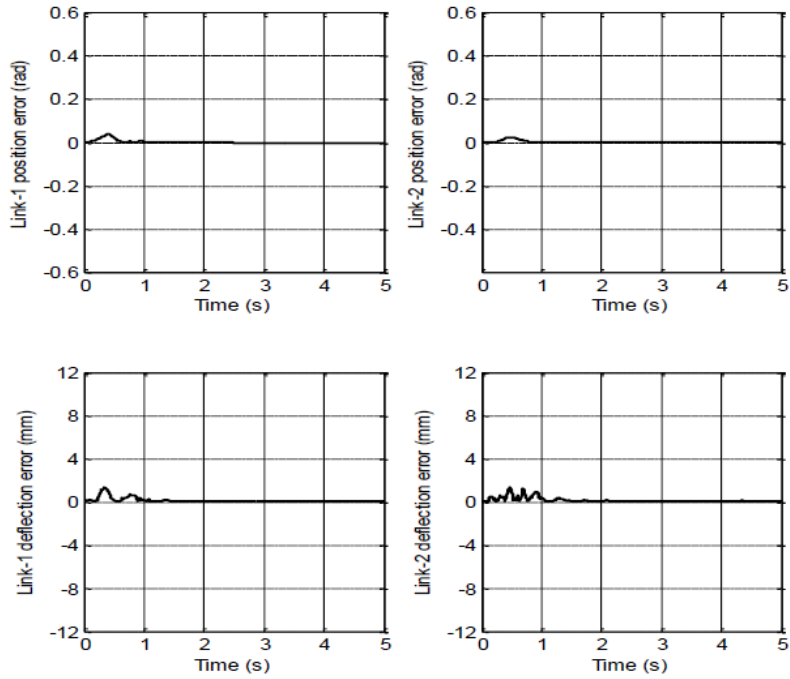 Link-1 position error (rad)
0.6
0.4
0.2
0
-0.2
-0.4
-0.6
0 1 2 3 4 5
Time (s)
Link-2 position error (rad)
0.6
0.4
0.2
0
-0.2
-0.4
0 1 2 3 4 5
Time (s)
Link-1 deflection error (mm)
12
8
4
0
-4
-8
-12
0 1 2 3 4 5
Time (s)
Link-2 deflection error (mm)
12
8
4
0
-4
-8
-12
0 1 2 3 4 5
Time (s)